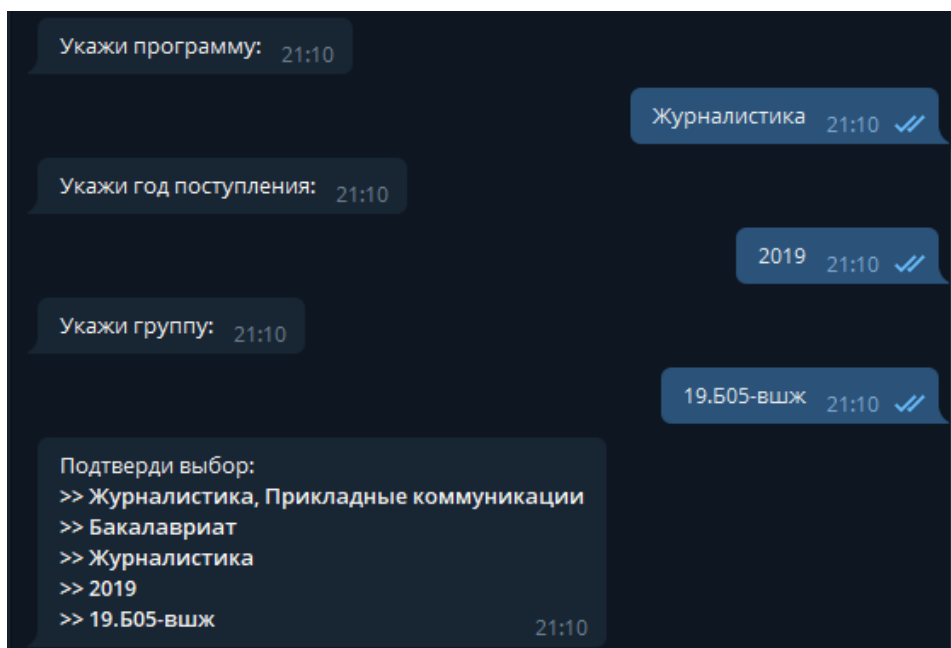 Укажи программу: 21:10
Журналистика 21:10
Укажи год поступления: 21:10
2019 21:10
Укажи группу: 21:10
19.Б05-вшж 21:10
Подтверди выбор:
>> Журналистика, Прикладные коммуникации
>> Бакалавриат
>> Журналистика
>> 2019
>> 19.Б05-вшж 21:10